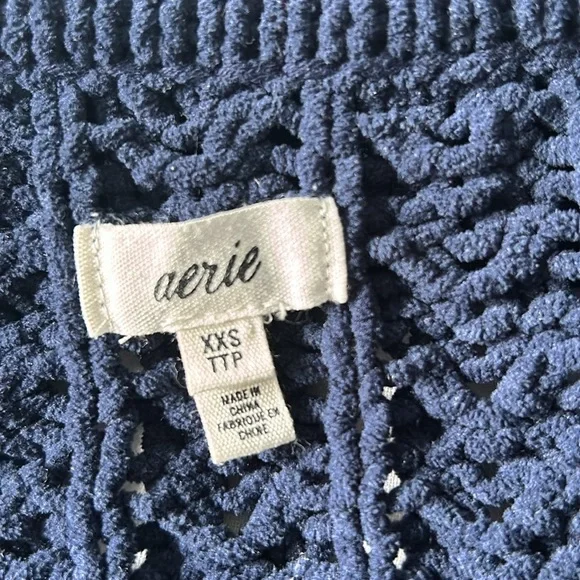 aerie
XXS
TTP
MADE IN
CHINA
FABRIQUÉ EN
CHINE